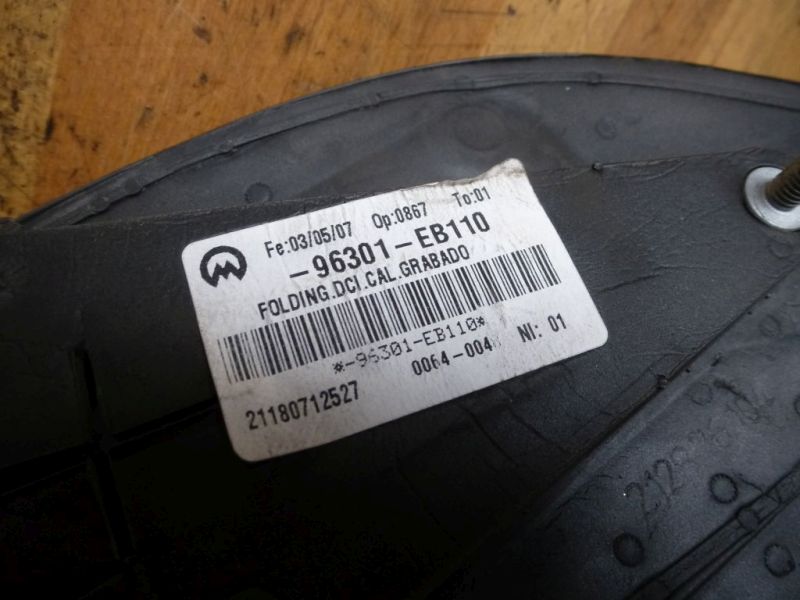 Fe:03/05/07 Op:0867 To:01
-96301-EB110
FOLDING.DCI.CAL.GRABADO
*-96301-EB110*
0064-004 NI: 01
21180712527